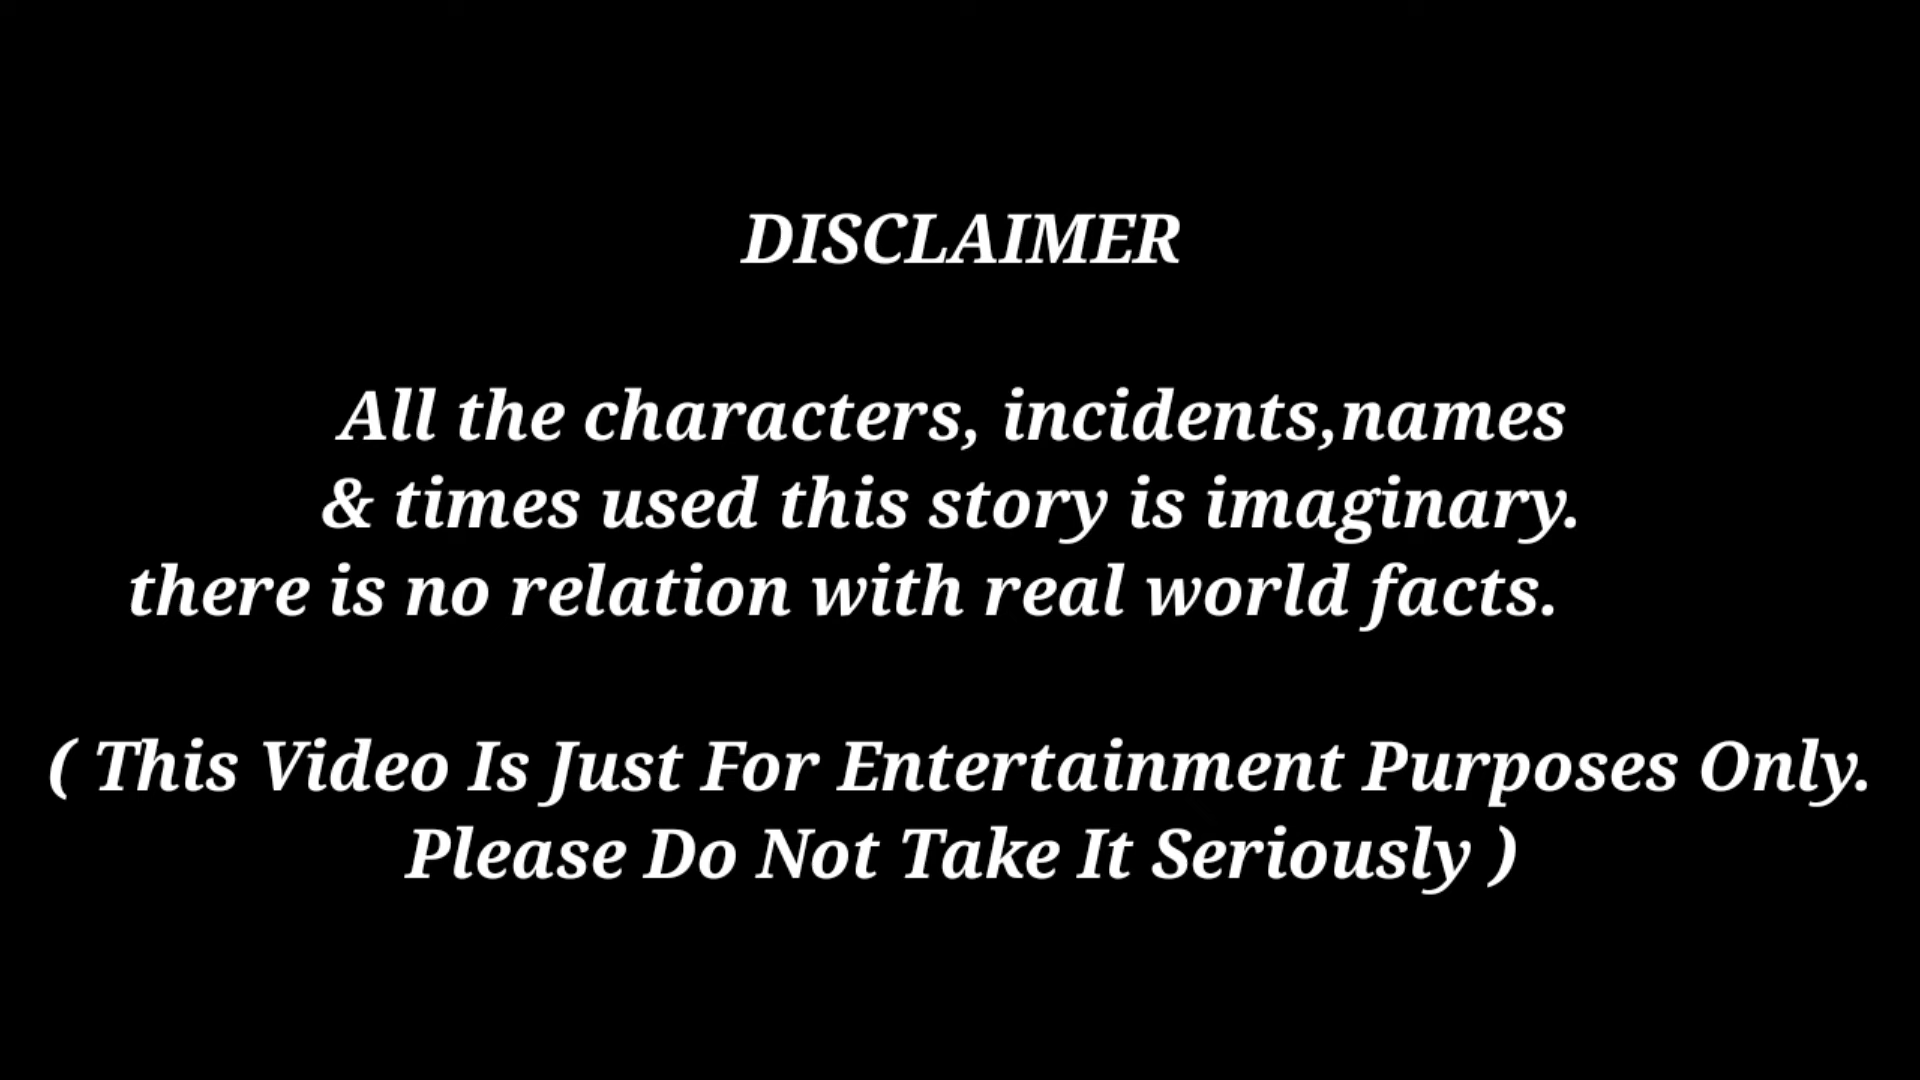 DISCLAIMER
All the characters, incidents,names
& times used this story is imaginary.
there is no relation with real world facts.
( This Video Is Just For Entertainment Purposes Only.
Please Do Not Take It Seriously )